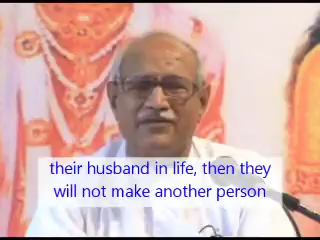 their husband in life, then they
will not make another person